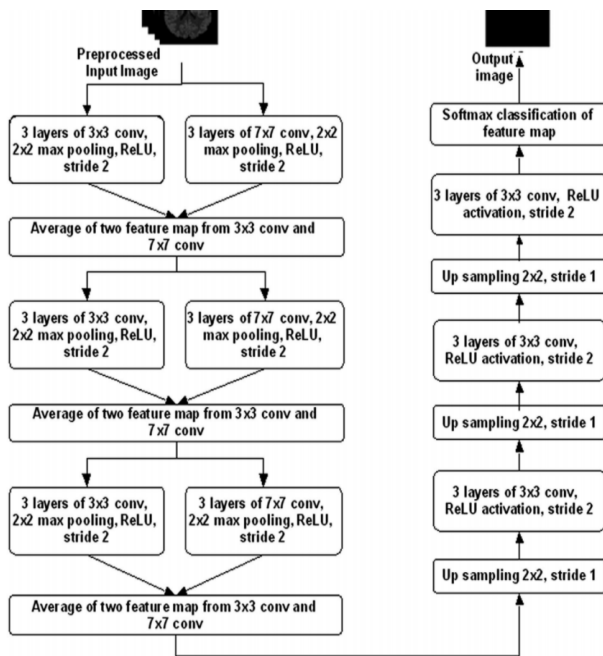 Preprocessed
Input Image
3 layers of 3x3 conv,
2x2 max pooling, ReLU,
stride 2
3 layers of 7x7 conv, 2x2
max pooling, ReLU,
stride 2
Average of two feature map from 3x3 conv and
7x7 conv
3 layers of 3x3 conv,
2x2 max pooling, ReLU,
stride 2
3 layers of 7x7 conv, 2x2
max pooling, ReLU,
stride 2
Average of two feature map from 3x3 conv and
7x7 conv
3 layers of 3x3 conv,
2x2 max pooling, ReLU,
stride 2
3 layers of 7x7 conv,
2x2 max pooling, ReLU,
stride 2
Average of two feature map from 3x3 conv and
7x7 conv
Output
image
Softmax classification of
feature map
3 layers of 3x3 conv, ReLU
activation, stride 2
Up sampling 2x2, stride 1
3 layers of 3x3 conv,
ReLU activation, stride 2
Up sampling 2x2, stride 1
3 layers of 3x3 conv,
ReLU activation, stride 2
Up sampling 2x2, stride 1